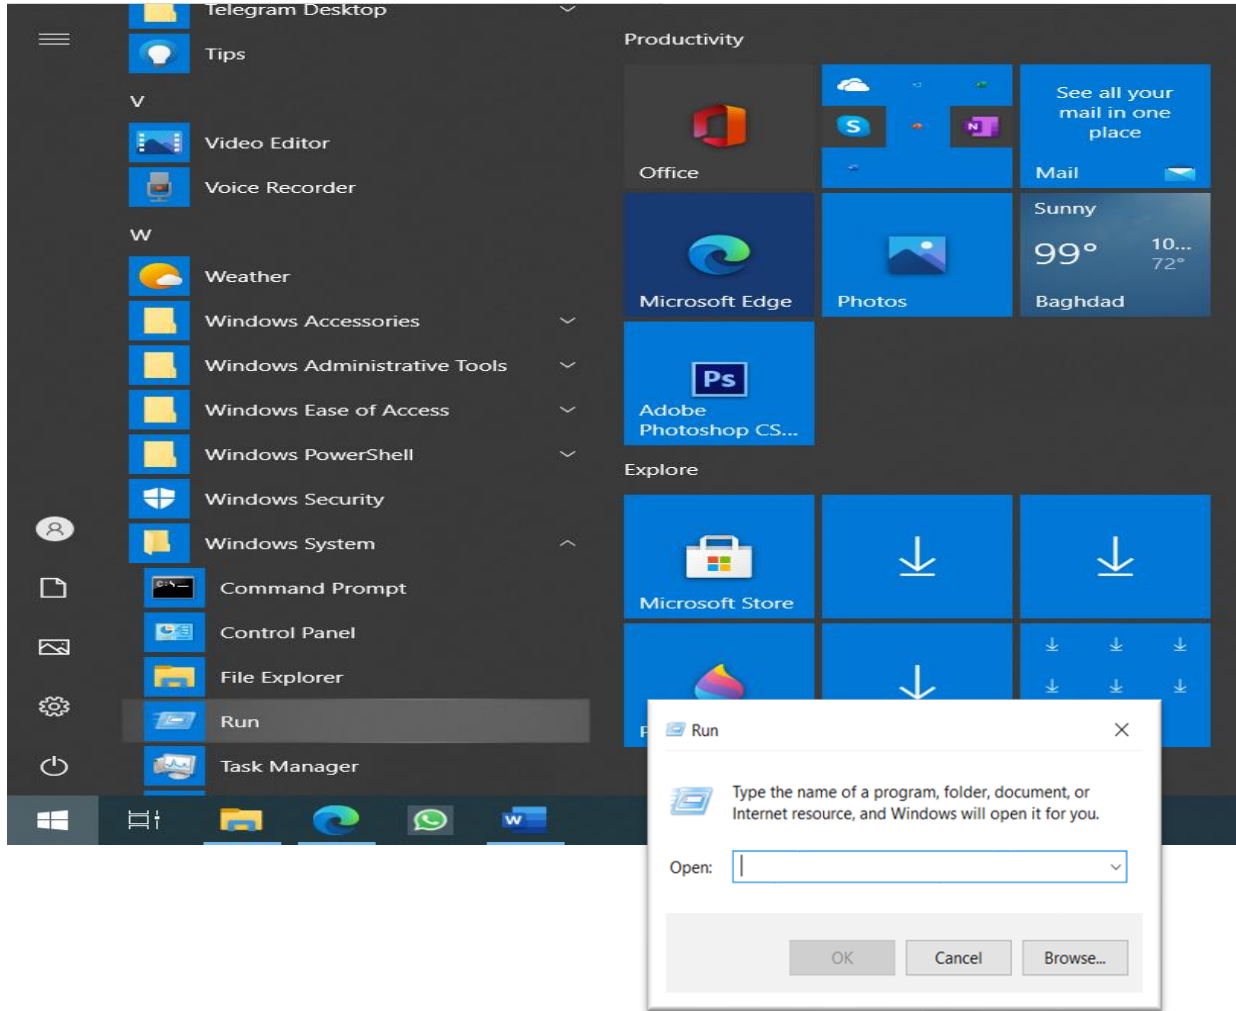 Telegram Desktop
Tips
V
Video Editor
Voice Recorder
W
Weather
Windows Accessories
Windows Administrative Tools
Windows Ease of Access
Windows PowerShell
Windows Security
Windows System
Command Prompt
C:\
Control Panel
File Explorer
Run
Task Manager
Productivity
Office
S
N
See all your
mail in one
place
Mail
Microsoft Edge
Photos
Sunny
99°
10...
72°
Baghdad
Ps
Adobe
Photoshop CS...
Explore
Microsoft Store
W
Run
Type the name of a program, folder, document, or
Internet resource, and Windows will open it for you.
Open:
OK
Cancel
Browse...